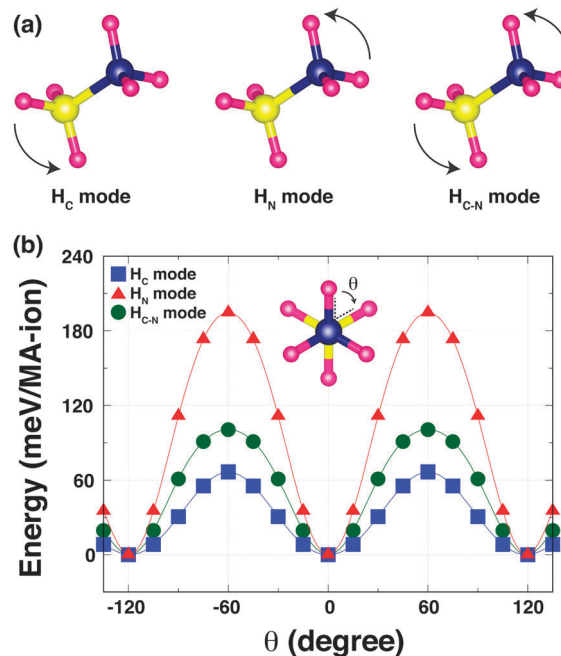 (a)
H_C mode
H_N mode
H_C-N mode
(b)
240
180
120
60
0
Energy (meV/MA-ion)
H_C mode
H_N mode
H_C-N mode
θ
-120
-60
0
60
120
θ (degree)